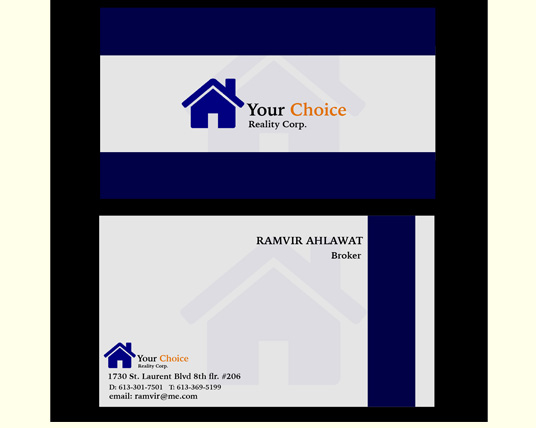 Your Choice
Reality Corp.
RAMVIR AHLAWAT
Broker
Your Choice
Reality Corp.
1730 St. Laurent Blvd 8th flr. #206
D: 613-301-7501 T: 613-369-5199
email: ramvir@me.com